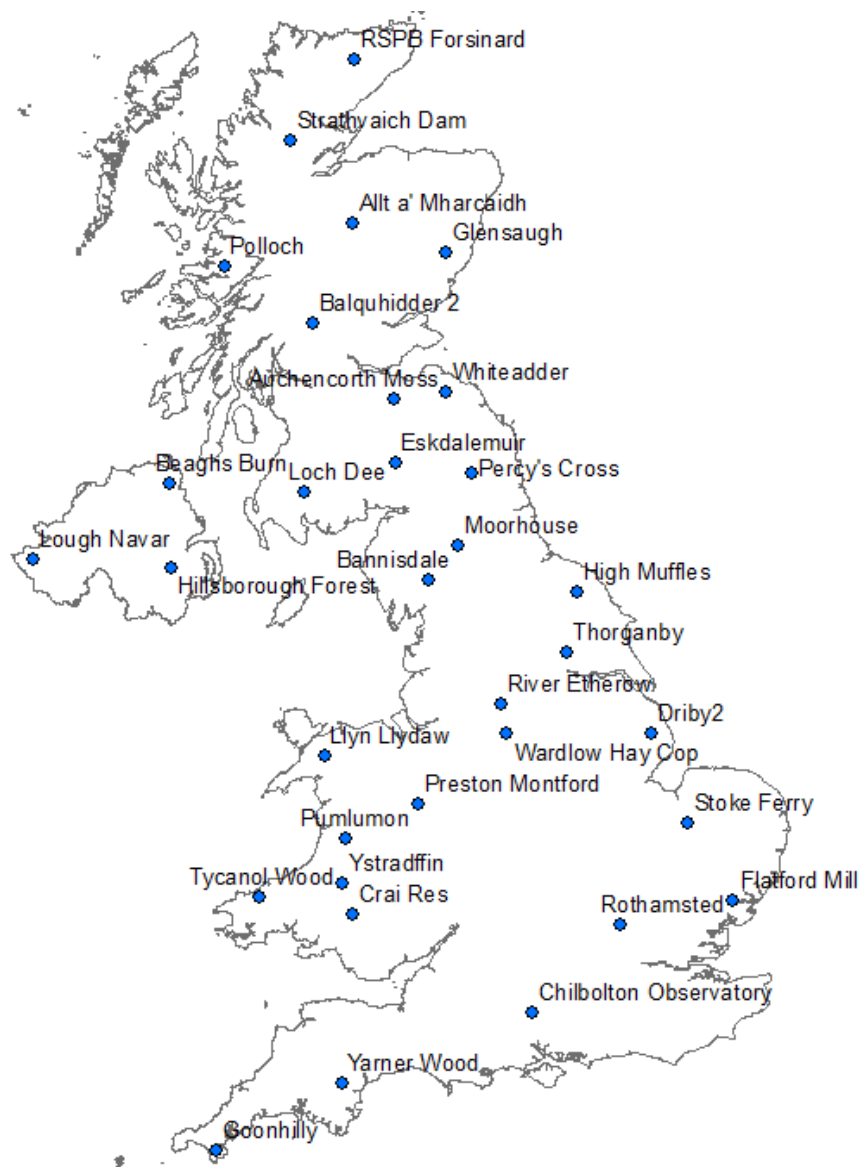 RSPB Forsinard
Strathvaich Dam
Allt a' Mharcaidh
Glensaugh
Polloch
Balquhidder 2
Whiteadder
Auchencorth Moss
Eskdalemuir
Beaghs Burn
Loch Dee
Percy's Cross
Moorhouse
Lough Navar
Bannisdale
High Muffles
Hillsborough Forest
Thorganby
River Etherow
Driby2
Llyn Llydaw
Wardlow Hay Cop
Preston Montford
Stoke Ferry
Pumlumon
Ystradffin
Tycanol Wood
Flatford Mill
Crai Res
Rothamsted
Chilbolton Observatory
Yarner Wood
Goonhilly